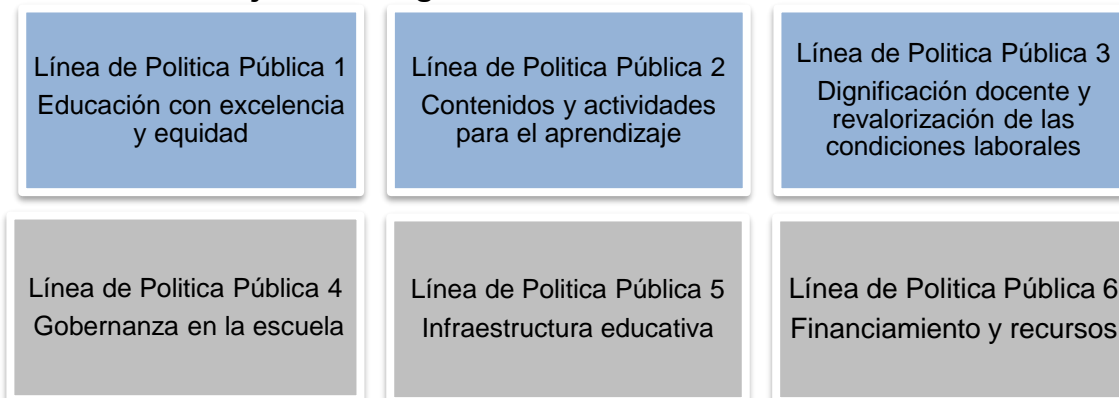 Línea de Politica Pública 1
Educación con excelencia
y equidad
Línea de Politica Pública 2
Contenidos y actividades
para el aprendizaje
Línea de Politica Pública 3
Dignificación docente y
revalorización de las
condiciones laborales
Línea de Politica Pública 4
Gobernanza en la escuela
Línea de Politica Pública 5
Infraestructura educativa
Línea de Politica Pública 6
Financiamiento y recursos